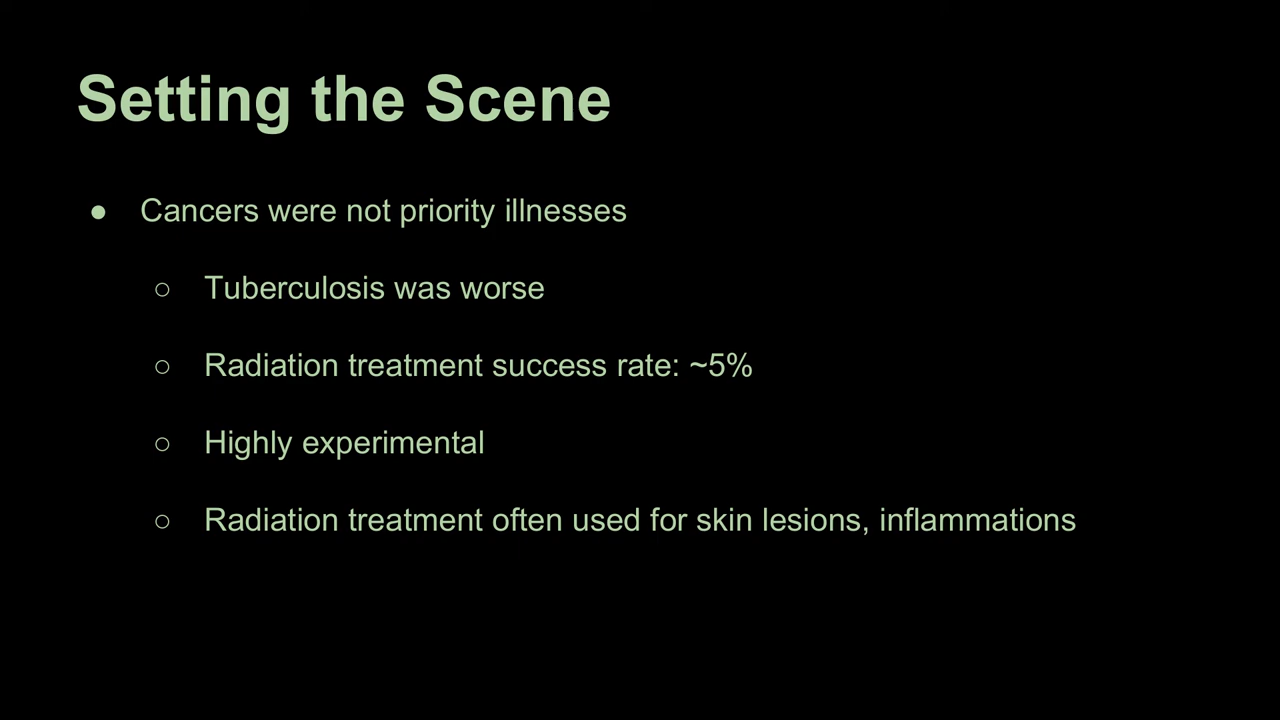 Setting the Scene
● Cancers were not priority illnesses
○ Tuberculosis was worse
○ Radiation treatment success rate: ~5%
○ Highly experimental
○ Radiation treatment often used for skin lesions, inflammations